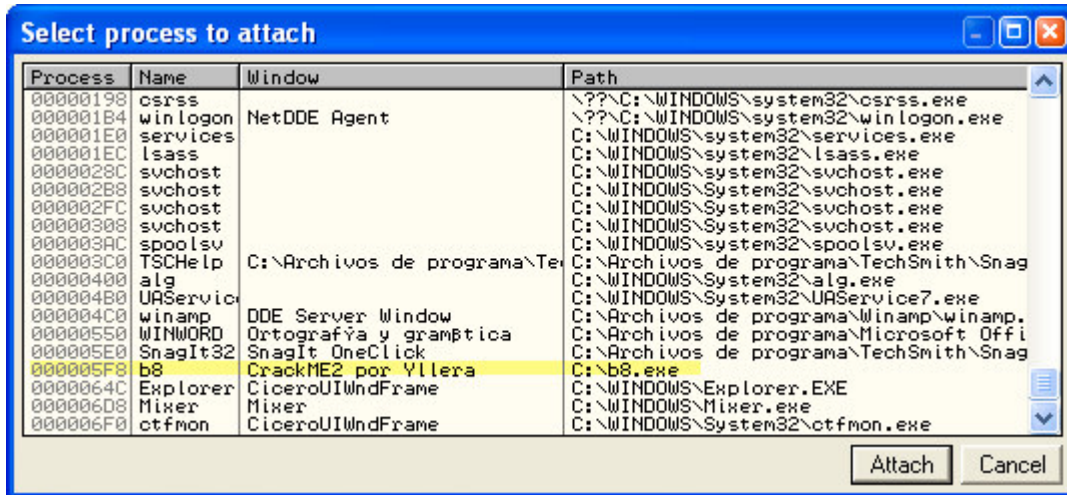 Select process to attach
Process Name Window Path
00000198 csrss \??\C:\WINDOWS\system32\csrss.exe
000001B4 winlogon NetDDE Agent \??\C:\WINDOWS\system32\winlogon.exe
000001E0 services C:\WINDOWS\system32\services.exe
000001EC lsass C:\WINDOWS\system32\lsass.exe
0000028C svchost C:\WINDOWS\system32\svchost.exe
000002B8 svchost C:\WINDOWS\System32\svchost.exe
000002FC svchost C:\WINDOWS\System32\svchost.exe
00000308 svchost C:\WINDOWS\System32\svchost.exe
000003AC spoolsv C:\WINDOWS\system32\spoolsv.exe
000003C0 TSCHelp C:\Archivos de programa\Te C:\Archivos de programa\TechSmith\Snag
00000400 alg C:\WINDOWS\System32\alg.exe
000004B0 UAServic C:\WINDOWS\System32\UAService7.exe
000004C0 winamp DDE Server Window C:\Archivos de programa\Winamp\winamp.
00000550 WINWORD Ortografýa y gramßtica C:\Archivos de programa\Microsoft Offi
000005E0 SnagIt32 SnagIt OneClick C:\Archivos de programa\TechSmith\Snag
000005F8 b8 CrackME2 por Yllera C:\b8.exe
0000064C Explorer CiceroUIWndFrame C:\WINDOWS\Explorer.EXE
000006D8 Mixer Mixer C:\WINDOWS\Mixer.exe
000006F0 ctfmon CiceroUIWndFrame C:\WINDOWS\System32\ctfmon.exe
Attach Cancel